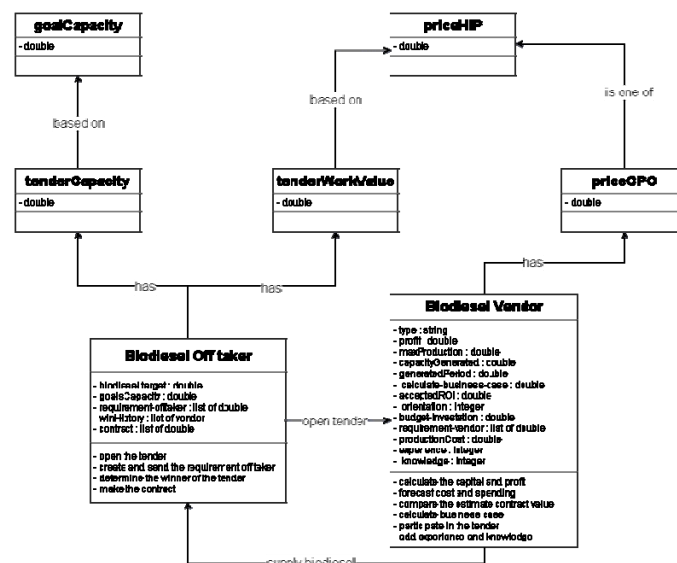 goalCapacity
- double
priceHIP
- double
based on
based on
is one of
tenderCapacity
- double
tenderWorkValue
- double
priceCPO
- double
has
has
has
Biodiesel Off taker
- biodiesel target : double
- goalsCapacity : double
- requirement-offtaker : list of double
winHistory : list of vendor
- contract : list of double
- open the tender
- create and send the requirement off taker
- determine the winner of the tender
- make the contract
open tender
Biodiesel Vendor
- type : string
- profit : double
- maxProduction : double
- capacityGenerated : double
- generatedPeriod : double
- calculate-business-case : double
- acceptedROI : double
- orientation : integer
- budget-investation : double
- requirement-vendor : list of double
- productionCost : double
- experience : integer
- knowledge : integer
- calculate the capital and profit
- forecast cost and spending
- compare the estimate contract value
- calculate business case
- participate in the tender
add experience and knowledge
supply biodiesel